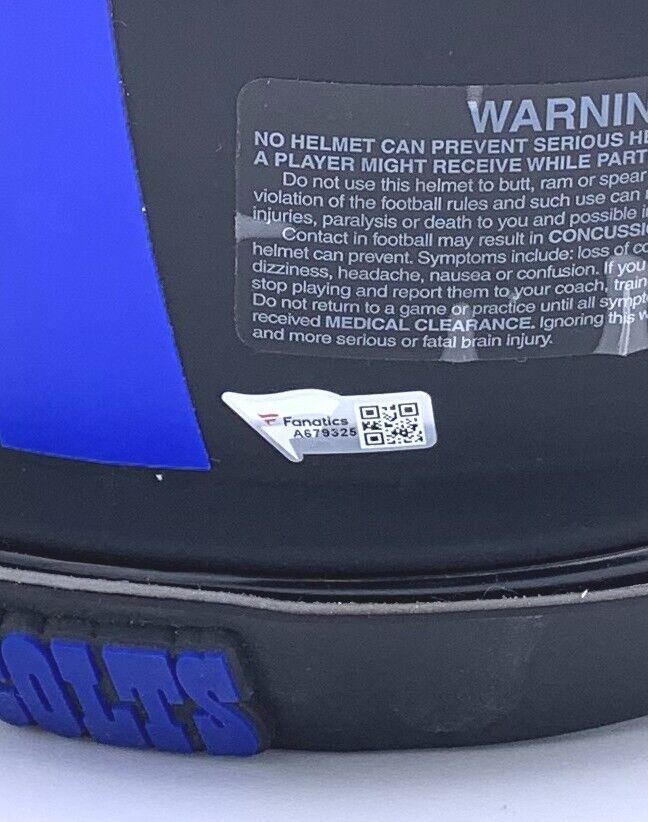 WARNIN
NO HELMET CAN PREVENT SERIOUS HE
A PLAYER MIGHT RECEIVE WHILE PART
Do not use this helmet to butt, ram or spear
violation of the football rules and such use can
injuries, paralysis or death to you and possible i
Contact in football may result in CONCUSSI
helmet can prevent. Symptoms include: loss of co
dizziness, headache, nausea or confusion. If you
stop playing and report them to your coach, train
Do not return to a game or practice until all sympt
received MEDICAL CLEARANCE. Ignoring this w
and more serious or fatal brain injury.
Fanatics
A679325
COLTS